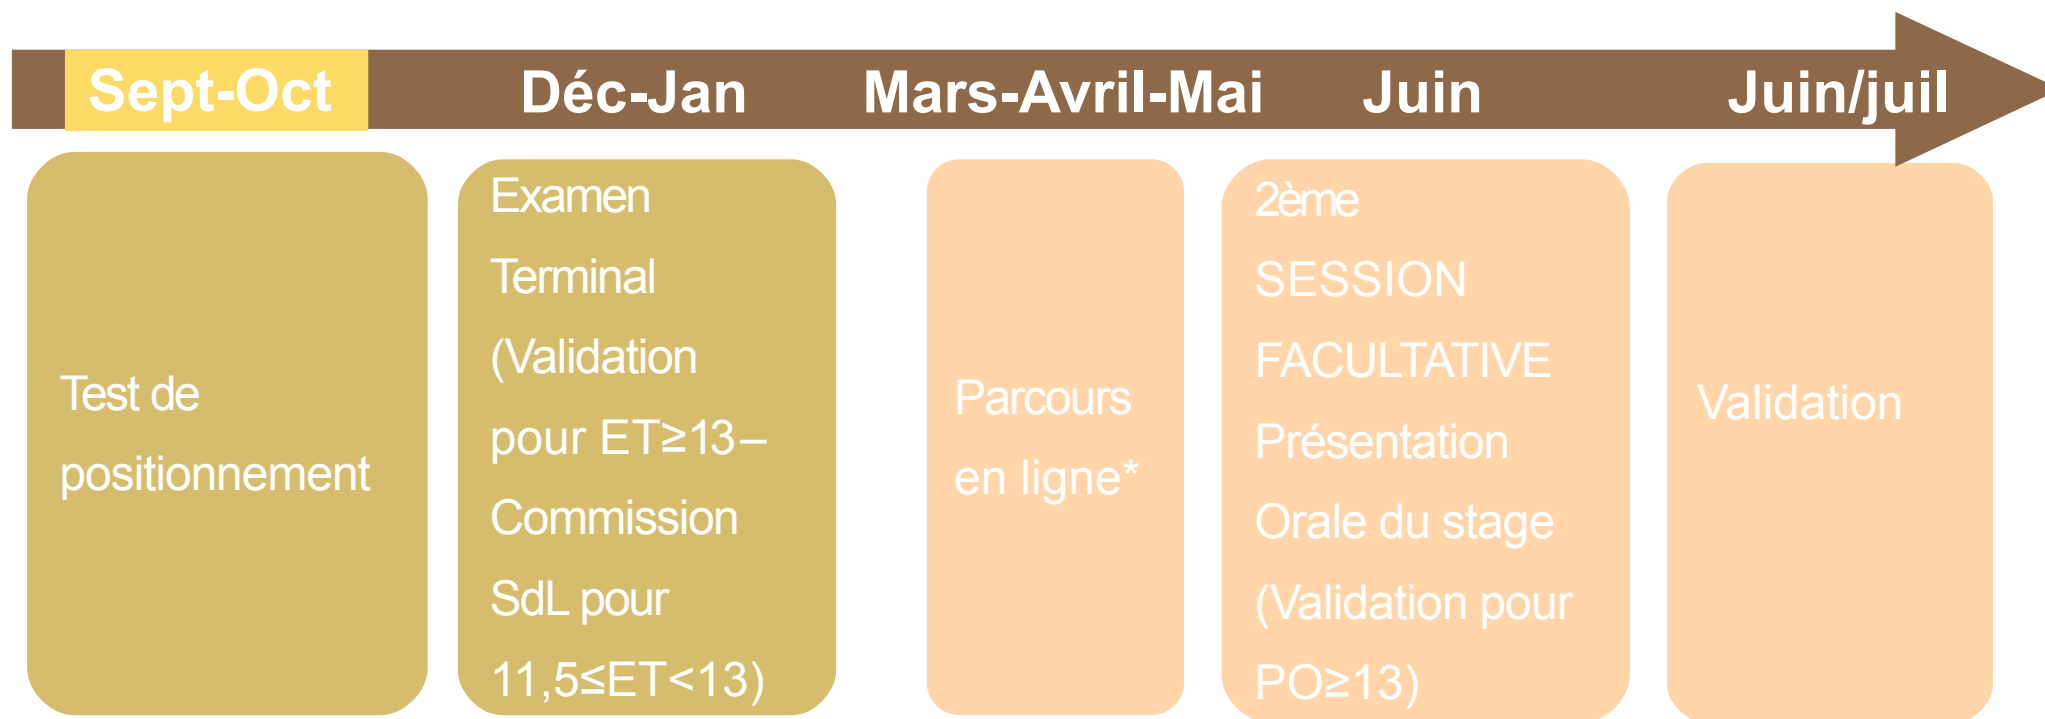 Sept-Oct
Déc-Jan
Mars-Avril-Mai
Juin
Juin/juil
Test de
positionnement
Examen
Terminal
(Validation
pour ET≥13–
Commission
SdL pour
11,5≤ET<13)
Parcours
en ligne*
2ème
SESSION
FACULTATIVE
Présentation
Orale du stage
(Validation pour
PO≥13)
Validation